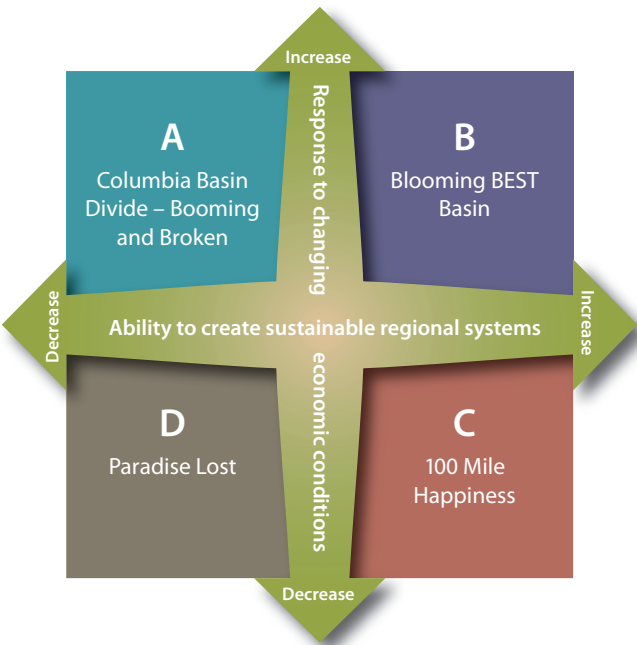 Increase
Response to changing
A
Columbia Basin
Divide – Booming
and Broken
B
Blooming BEST
Basin
Decrease
Ability to create sustainable regional systems
Increase
economic conditions
D
Paradise Lost
C
100 Mile
Happiness
Decrease